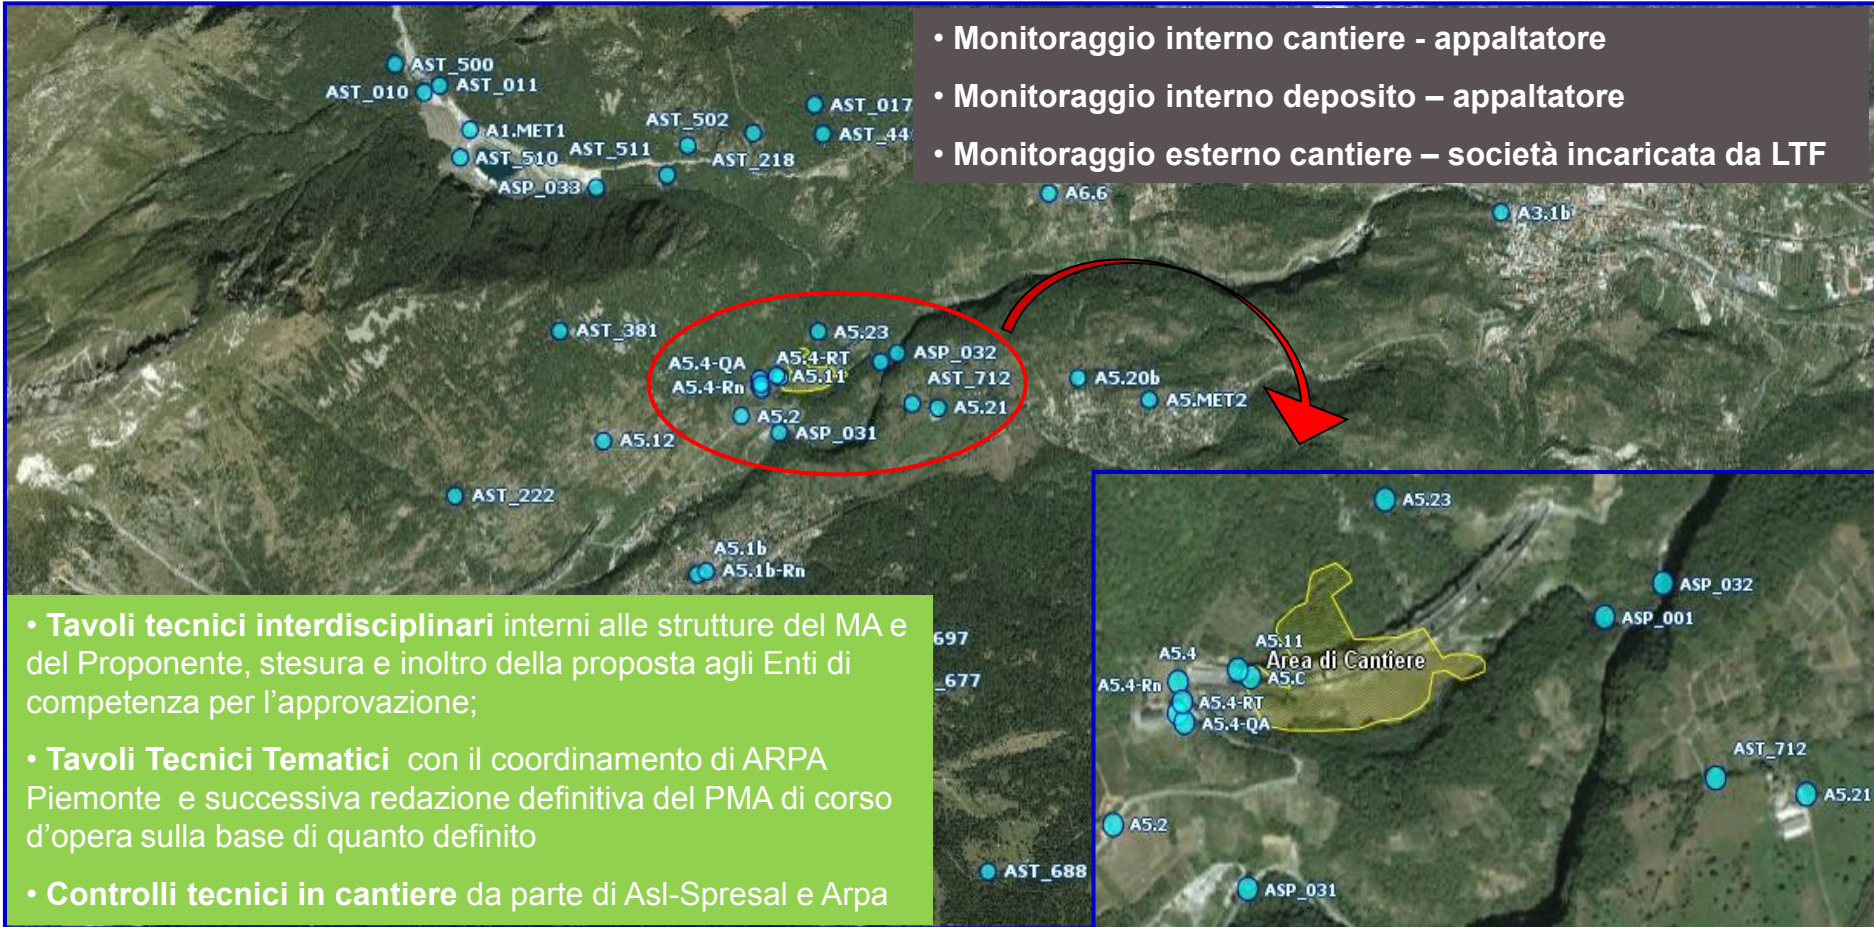 • Monitoraggio interno cantiere - appaltatore
• Monitoraggio interno deposito – appaltatore
• Monitoraggio esterno cantiere – società incaricata da LTF
AST_500
AST_010
AST_011
A1.MET1
AST_510
AST_511
ASP_033
AST_502
AST_218
AST_017
AST_44
A6.6
A3.1b
AST_381
A5.23
A5.4-QA
A5.4-RT
A5.4-Rn
A5.11
ASP_032
AST_712
A5.2
ASP_031
A5.21
A5.20b
A5.MET2
A5.12
AST_222
A5.1b
A5.1b-Rn
697
_677
AST_688
• Tavoli tecnici interdisciplinari interni alle strutture del MA e
del Proponente, stesura e inoltro della proposta agli Enti di
competenza per l’approvazione;
• Tavoli Tecnici Tematici con il coordinamento di ARPA
Piemonte e successiva redazione definitiva del PMA di corso
d’opera sulla base di quanto definito
• Controlli tecnici in cantiere da parte di Asl-Spresal e Arpa
A5.23
ASP_032
ASP_001
A5.11
A5.4
Area di Cantiere
A5.C
A5.4-Rn
A5.4-RT
A5.4-QA
AST_712
A5.21
A5.2
ASP_031